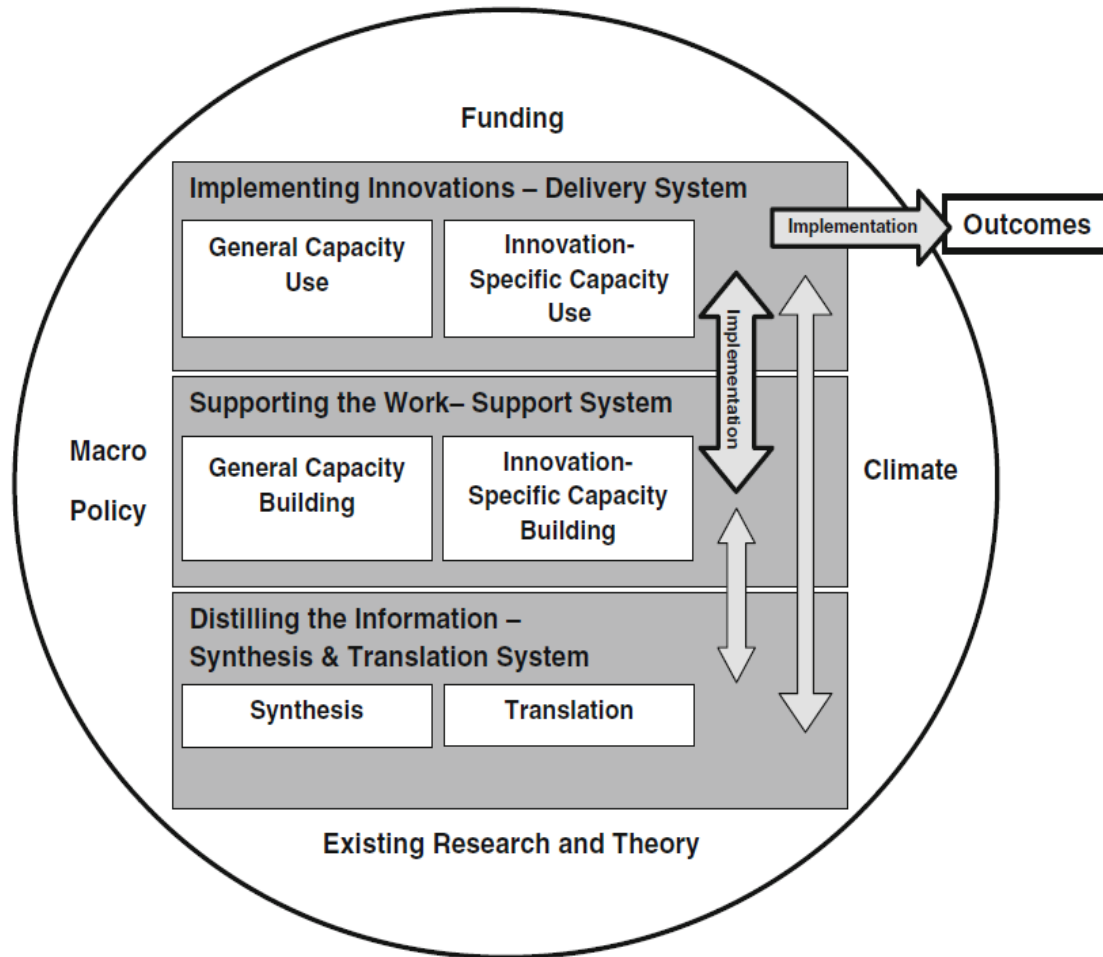 Funding
Implementing Innovations – Delivery System
General Capacity
Use
Innovation-
Specific Capacity
Use
Implementation
Outcomes
Implementation
Supporting the Work– Support System
General Capacity
Building
Innovation-
Specific Capacity
Building
Macro
Policy
Climate
Distilling the Information –
Synthesis & Translation System
Synthesis
Translation
Existing Research and Theory